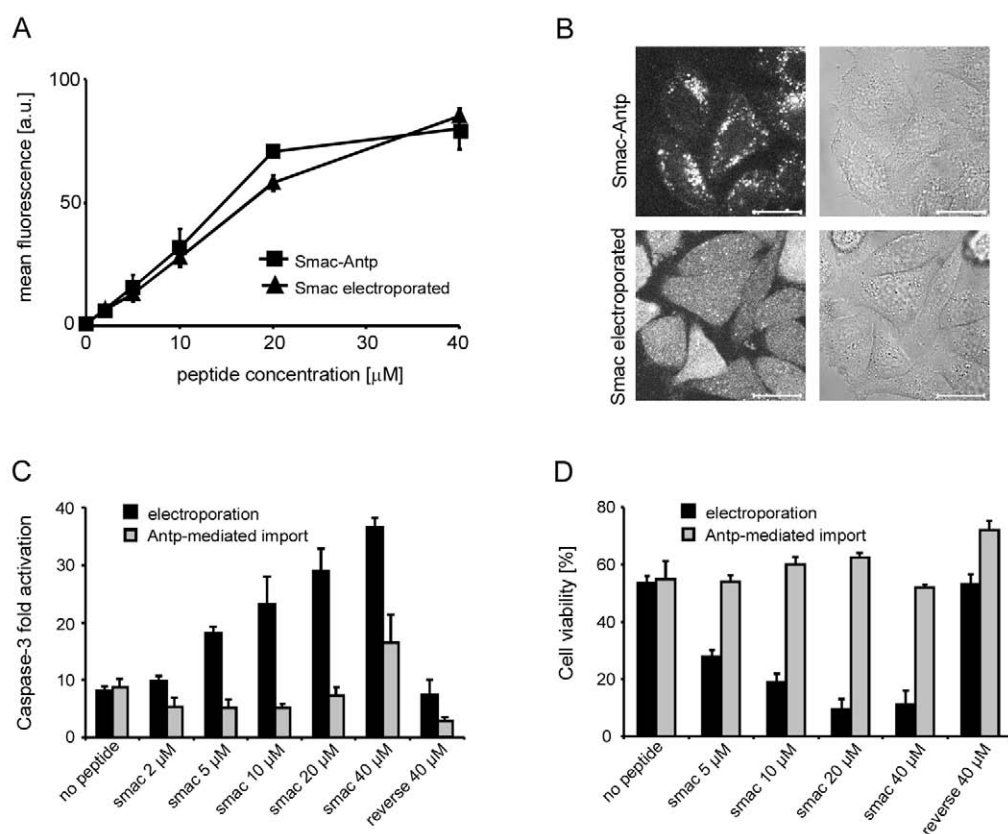 A
mean fluorescence [a.u.]
100
50
0
0 10 20 30 40
Smac-Antp
Smac electroporated
peptide concentration [μM]
B
Smac-Antp
Smac electroporated
C
Caspase-3 fold activation
40
30
20
10
0
electroporation
Antp-mediated import
no peptide
smac 2 μM
smac 5 μM
smac 10 μM
smac 20 μM
smac 40 μM
reverse 40 μM
D
Cell viability [%]
80
60
40
20
0
electroporation
Antp-mediated import
no peptide
smac 5 μM
smac 10 μM
smac 20 μM
smac 40 μM
reverse 40 μM